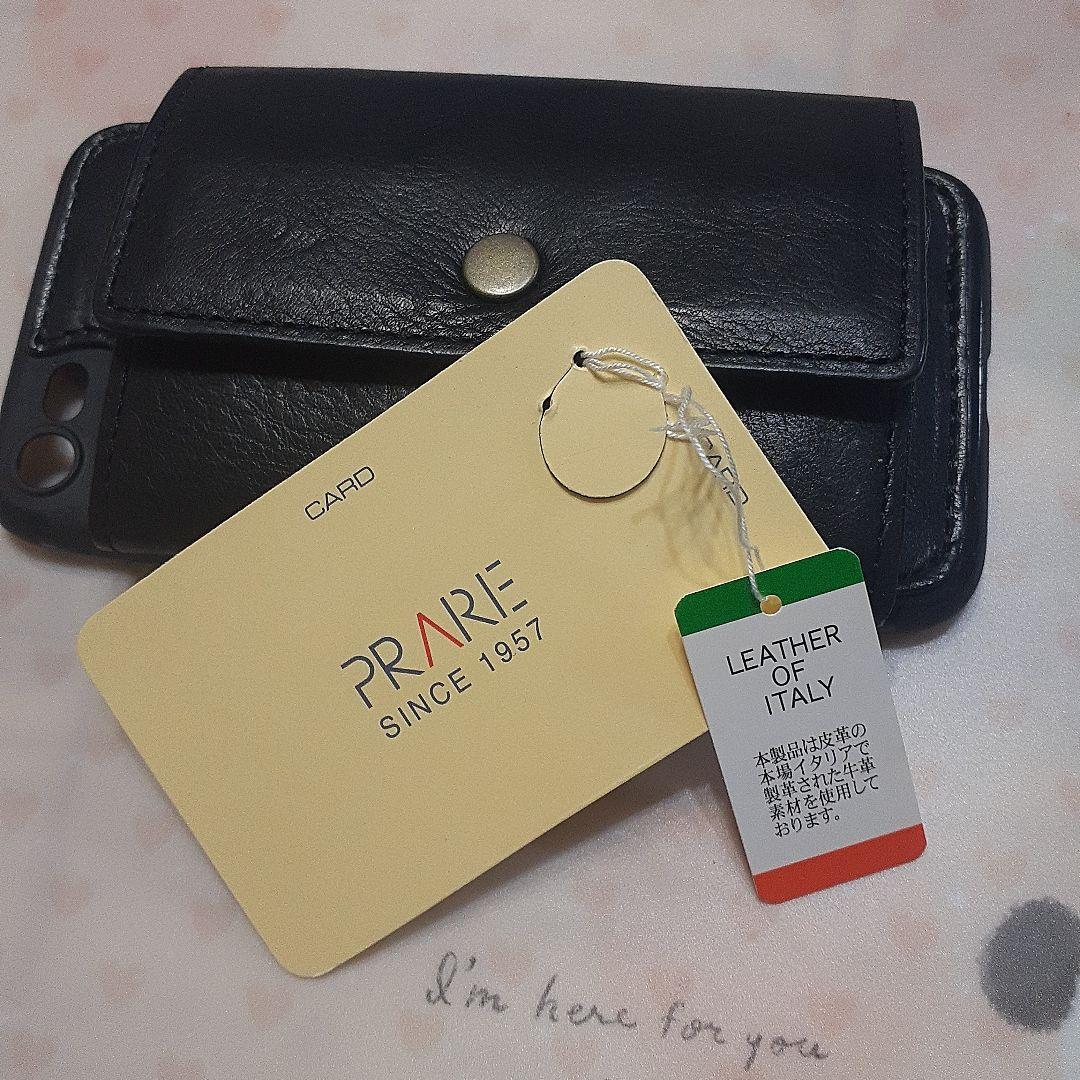 CARD
CARD
PRARE
SINCE 1957
LEATHER
OF
ITALY
本製品は皮革の
本場イタリアで
製革された牛革
素材を使用して
おります。
I'm here for you